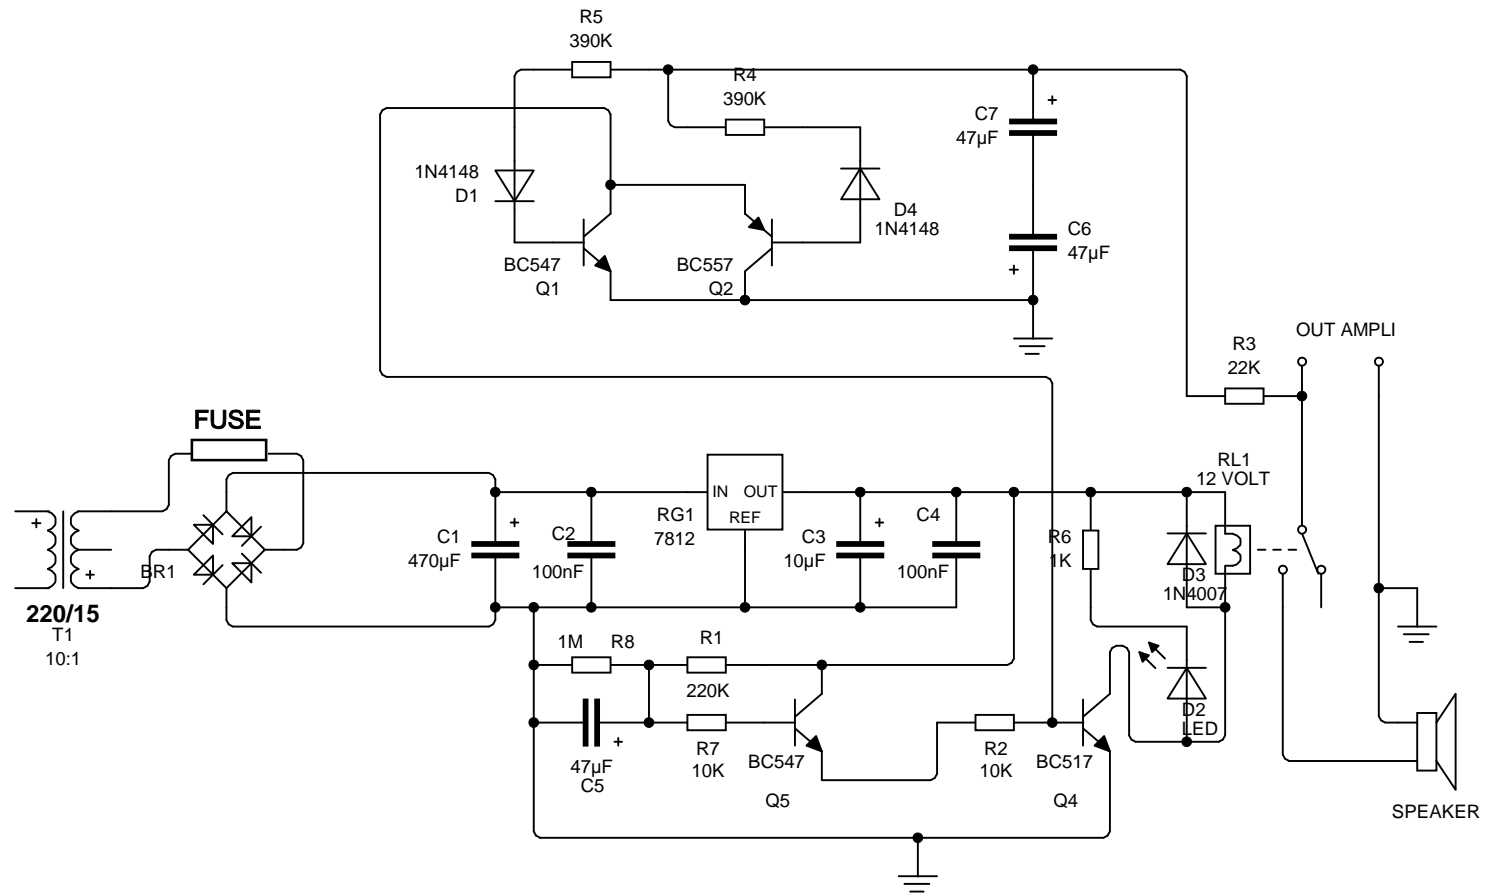 R5
390K
R4
390K
C7
47µF
+
1N4148
D1
D4
1N4148
C6
47µF
+
BC547
Q1
BC557
Q2
OUT AMPLI
R3
22K
FUSE
RL1
12 VOLT
IN OUT
REF
RG1
7812
+
+
BR1
220/15
T1
10:1
C1
470µF
+
C2
100nF
C3
10µF
+
C4
100nF
R6
1K
D3
1N4007
1M R8
R1
220K
R7
10K
+
47µF
C5
BC547
Q5
R2
10K
BC517
Q4
D2
LED
SPEAKER